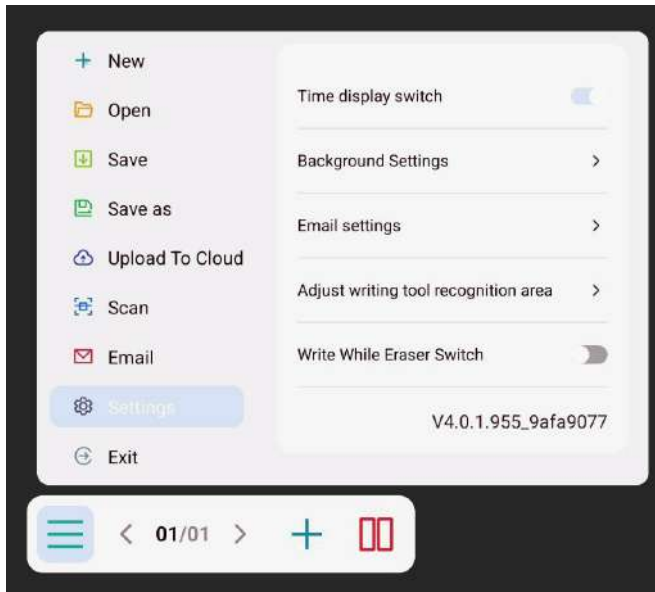 New
Open
Save
Save as
Upload To Cloud
Scan
Email
Settings
Exit
Time display switch
Background Settings
Email settings
Adjust writing tool recognition area
Write While Eraser Switch
V4.0.1.955_9afa9077
01/01